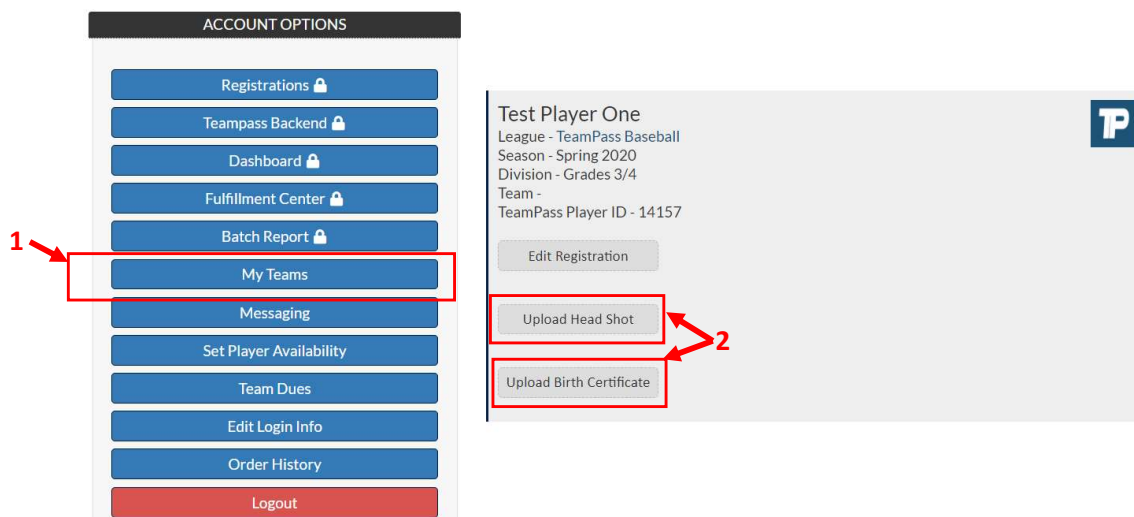 ACCOUNT OPTIONS
Registrations
Teampass Backend
Dashboard
Fulfillment Center
Batch Report
1
My Teams
Messaging
Set Player Availability
Team Dues
Edit Login Info
Order History
Logout
Test Player One
TP
League - TeamPass Baseball
Season - Spring 2020
Division - Grades 3/4
Team -
TeamPass Player ID - 14157
Edit Registration
Upload Head Shot
2
Upload Birth Certificate